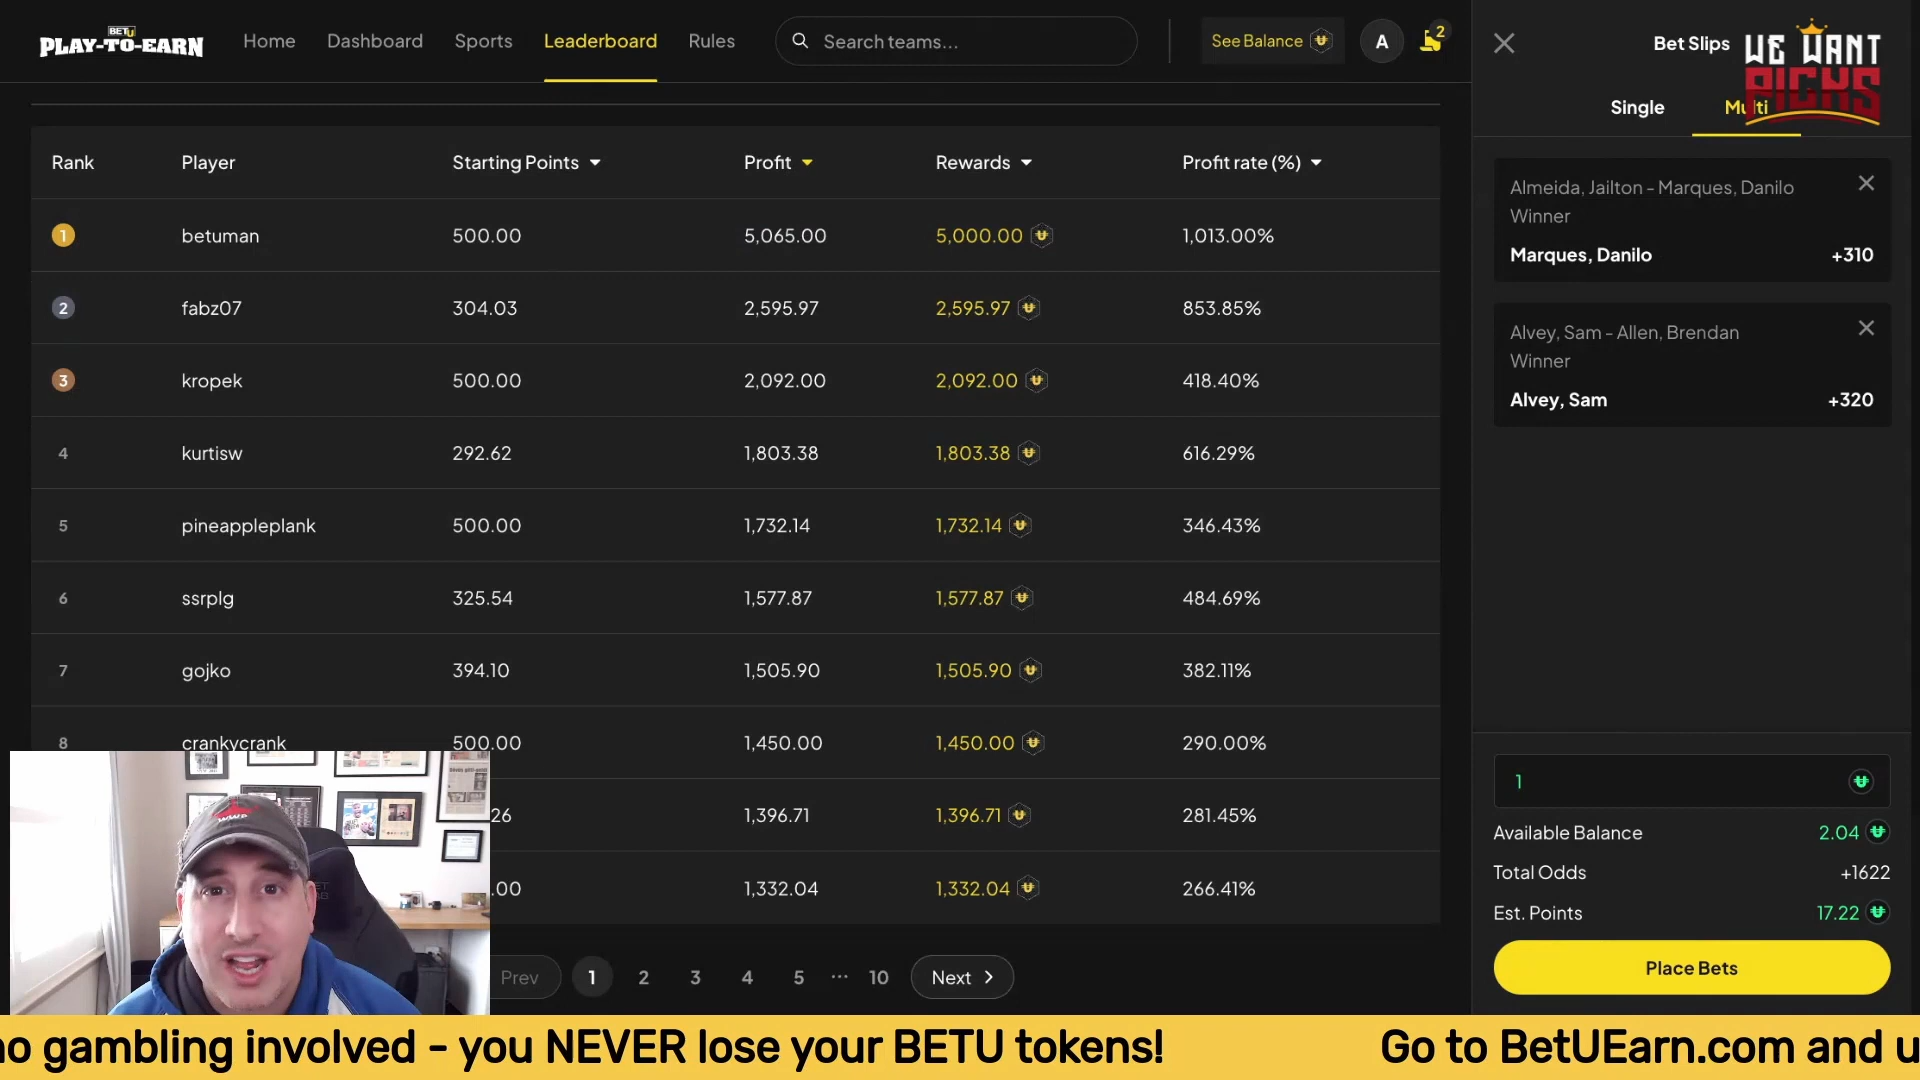 BETU
PLAY-TO-EARN
Home
Dashboard
Sports
Leaderboard
Rules
Search teams...
See Balance
A
2
Bet Slips
WE WANT
PICKS
Single
Multi
Rank Player Starting Points Profit Rewards Profit rate (%)
1 betuman 500.00 5,065.00 5,000.00 1,013.00%
2 fabz07 304.03 2,595.97 2,595.97 853.85%
3 kropek 500.00 2,092.00 2,092.00 418.40%
4 kurtisw 292.62 1,803.38 1,803.38 616.29%
5 pineappleplank 500.00 1,732.14 1,732.14 346.43%
6 ssrplg 325.54 1,577.87 1,577.87 484.69%
7 gojko 394.10 1,505.90 1,505.90 382.11%
8 crankycrank 500.00 1,450.00 1,450.00 290.00%
26 1,396.71 1,396.71 281.45%
.00 1,332.04 1,332.04 266.41%
Prev 1 2 3 4 5 ... 10 Next
Almeida, Jailton - Marques, Danilo
Winner
Marques, Danilo +310
Alvey, Sam - Allen, Brendan
Winner
Alvey, Sam +320
1
Available Balance 2.04
Total Odds +1622
Est. Points 17.22
Place Bets
no gambling involved - you NEVER lose your BETU tokens! Go to BetUEarn.com and u